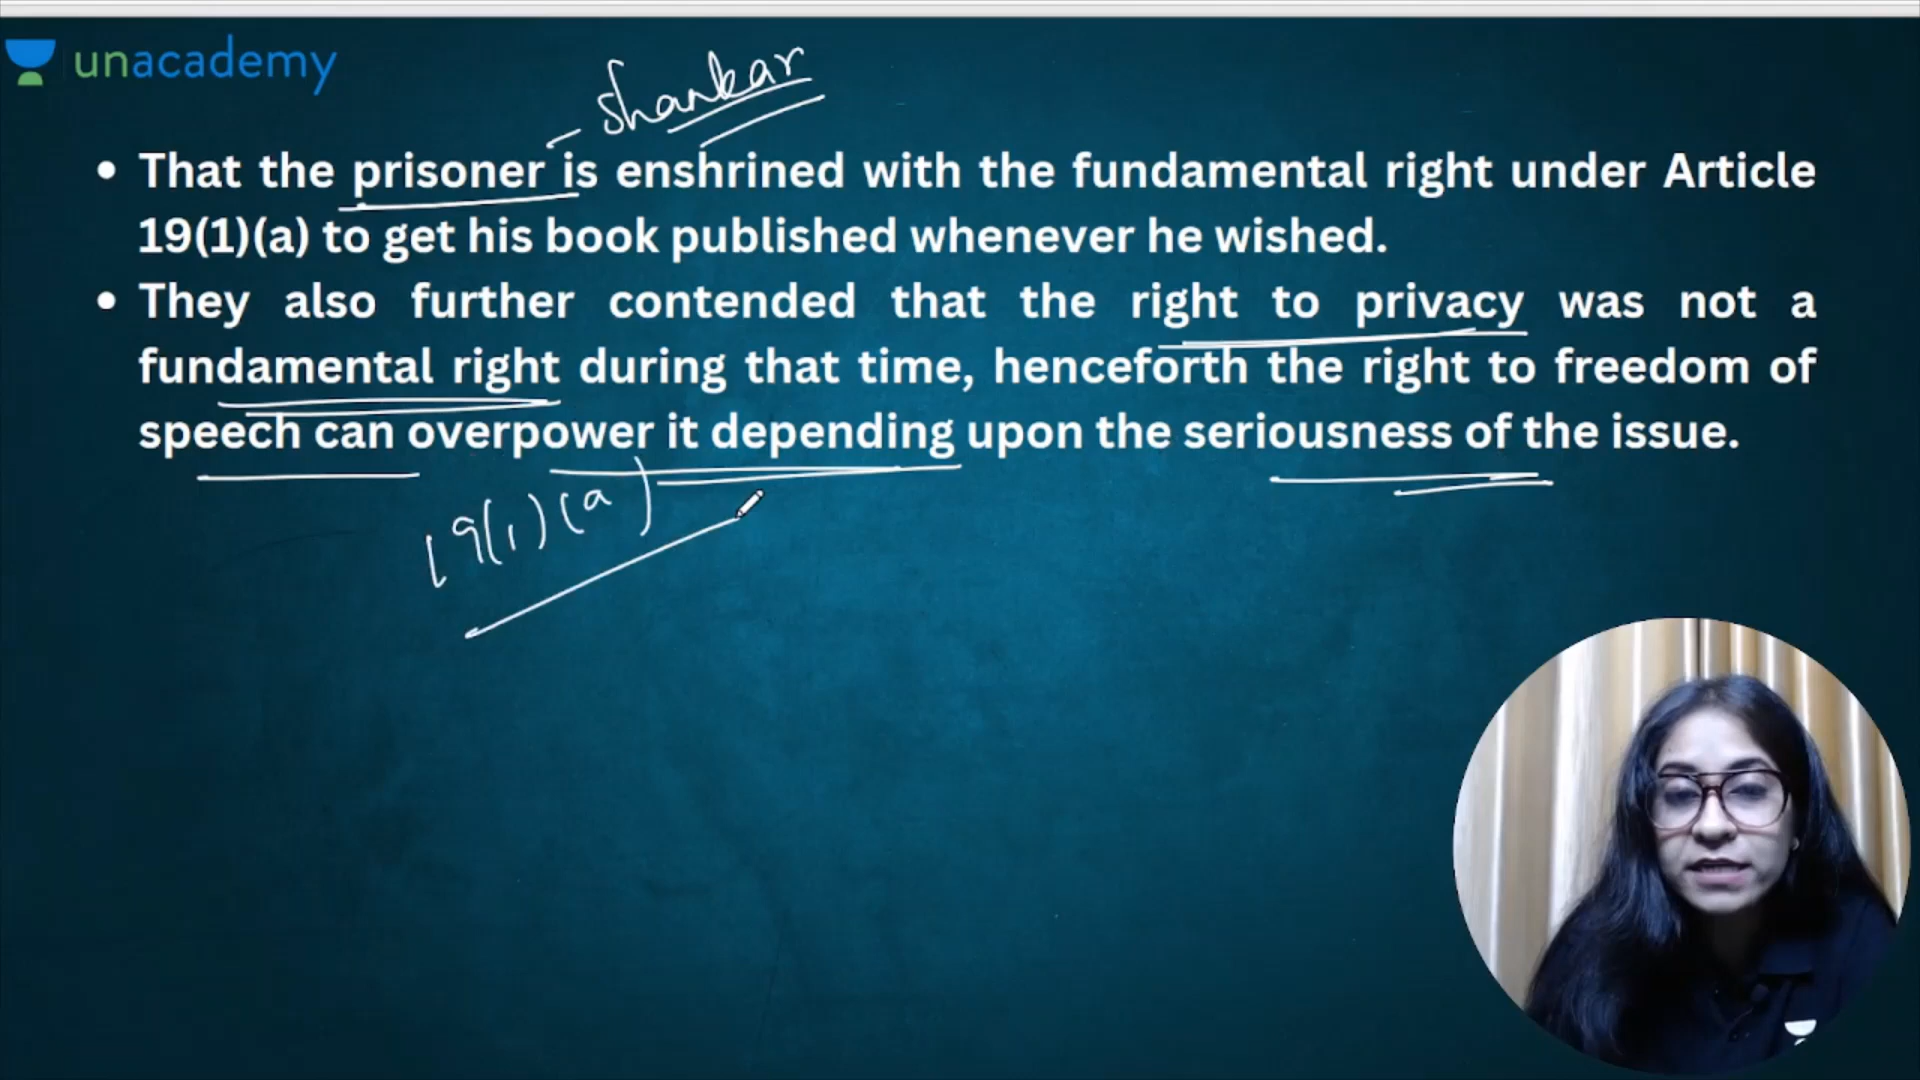 unacademy
- Shankar
• That the prisoner is enshrined with the fundamental right under Article
19(1)(a) to get his book published whenever he wished.
• They also further contended that the right to privacy was not a
fundamental right during that time, henceforth the right to freedom of
speech can overpower it depending upon the seriousness of the issue.
19(1)(a)